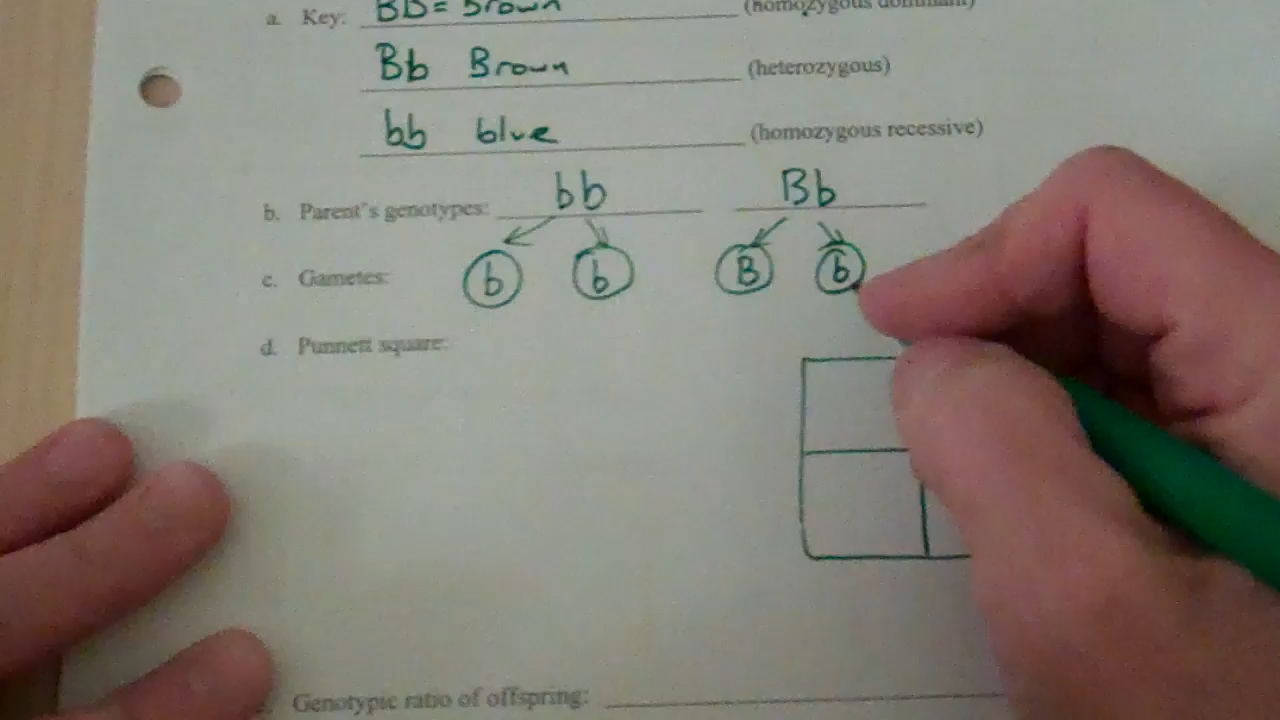 a. Key: BB = Brown (homozygous dominant)
Bb Brown (heterozygous)
bb blue (homozygous recessive)
b. Parent's genotypes: bb Bb
c. Gametes: b b B b
d. Punnett square:
Genotypic ratio of offspring: